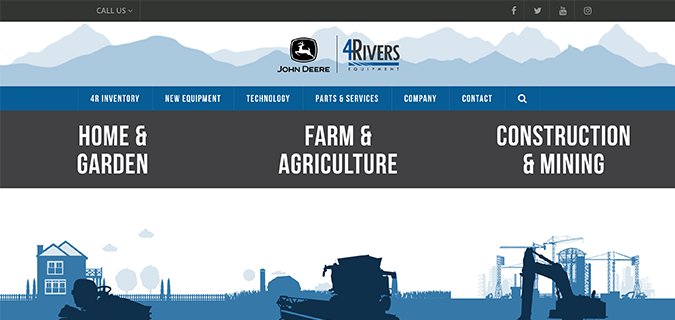 CALL US
JOHN DEERE
4RIVERS
EQUIPMENT
4R INVENTORY NEW EQUIPMENT TECHNOLOGY PARTS & SERVICES COMPANY CONTACT
HOME &
GARDEN
FARM &
AGRICULTURE
CONSTRUCTION
& MINING